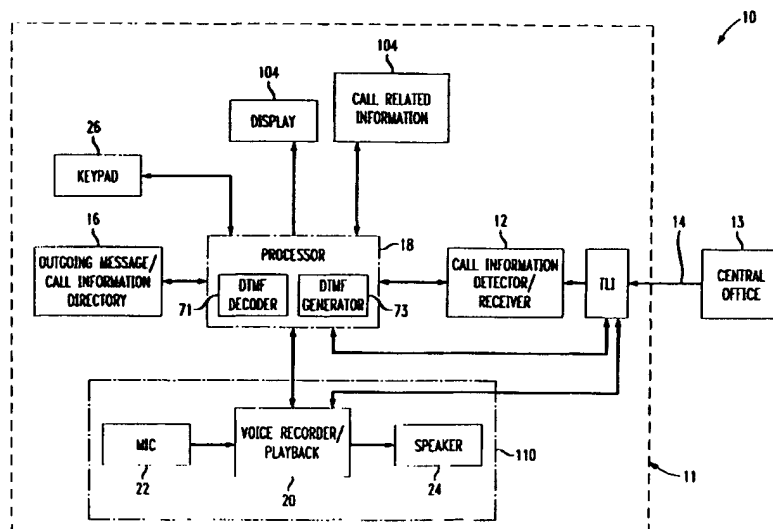 10
104
104
DISPLAY
CALL RELATED
INFORMATION
26
KEYPAD
16
OUTGOING MESSAGE/
CALL INFORMATION
DIRECTORY
PROCESSOR
18
DTMF
DECODER
71
DTMF
GENERATOR
73
12
CALL INFORMATION
DETECTOR/
RECEIVER
TLI
14
13
CENTRAL
OFFICE
MIC
22
VOICE RECORDER/
PLAYBACK
20
SPEAKER
24
110
11